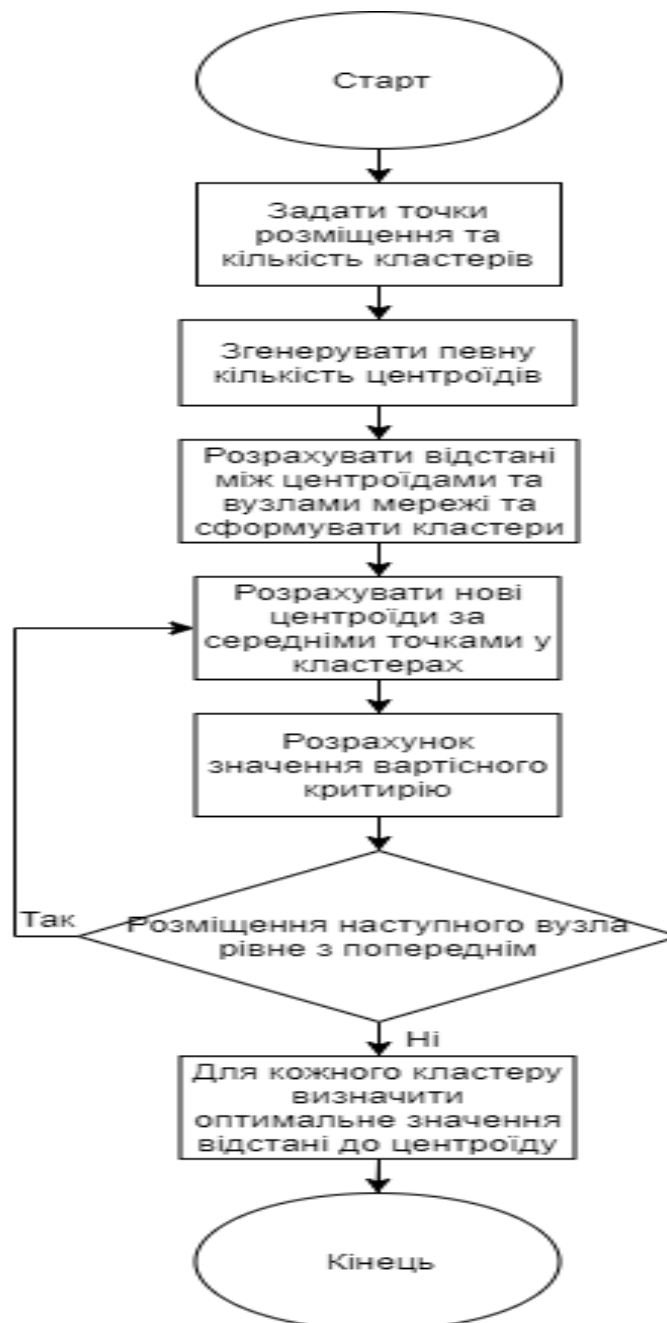 Старт
Задати точки
розміщення та
кількість кластерів
Згенерувати певну
кількість центроїдів
Розрахувати відстані
між центроїдами та
вузлами мережі та
сформувати кластери
Розрахувати нові
центроїди за
середніми точками у
кластерах
Розрахунок
значення вартісного
критирію
Так
Розміщення наступного вузла
рівне з попереднім
Ні
Для кожного кластеру
визначити
оптимальне значення
відстані до центроїду
Кінець